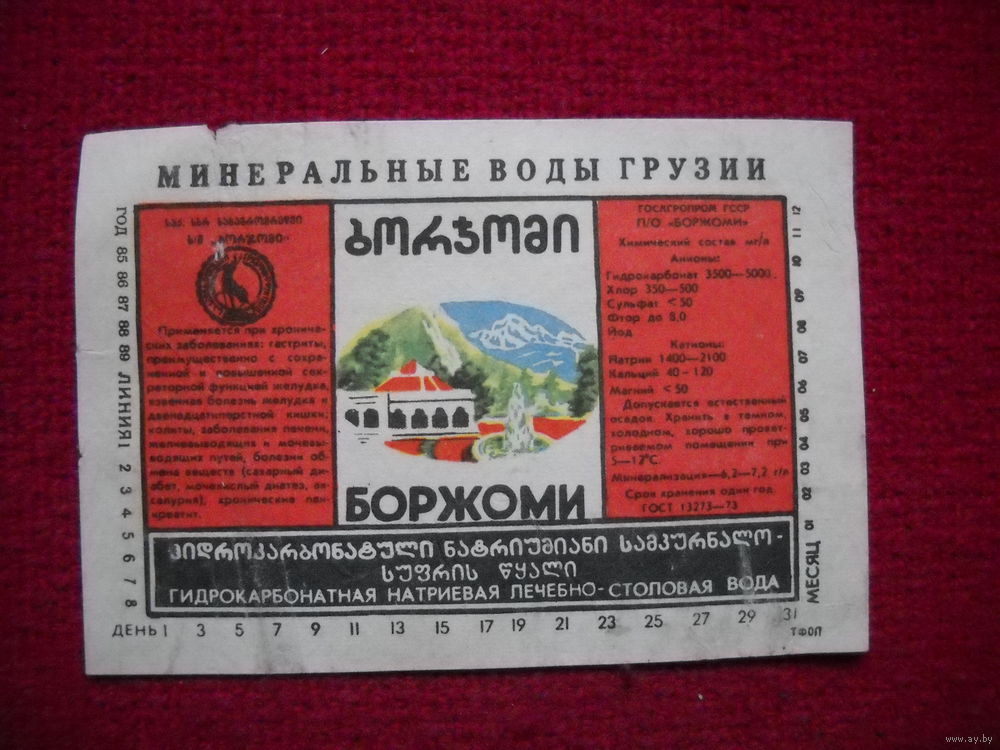 МИНЕРАЛЬНЫЕ ВОДЫ ГРУЗИИ
ГОД 85 86 87 88 89 ЛИНИЯ 1 2 3 4 5 6 7 8
"ბორჯომი"
Применяется при хрониче-
ских заболеваниях: гастриты,
преимущественно с сохра-
ненной и повышенной сек-
реторной функцией желудка,
язвенная болезнь желудка и
двенадцатиперстной кишки;
колиты, заболевания печени,
желчевыводящих и мочевы-
водящих путей, болезни об-
мена веществ (сахарный ди-
абет, мочекислый диатез, ок-
салурия), хронические пан-
креатит.
ბორჯომი
БОРЖОМИ
ГОСАГРОПРОМ ГССР
П/О «БОРЖОМИ»
Химический состав мг/л
Анионы:
Гидрокарбонат 3500—5000
Хлор 350—500
Сульфат < 50
Фтор до 8,0
Йод
Катионы:
Натрий 1400—2100
Кальций 40-120
Магний < 50
Допускается естественный
осадок. Хранить в темном,
холодном, хорошо провет-
риваемом помещении при
5—12°С.
Минерализация—6,2—7,2 г/л
Срок хранения один год
ГОСТ 13273—73
МЕСЯЦ 01 02 03 04 05 06 07 08 09 10 11 12
ჰიდროკარბონატული ნატრიუმიანი სამკურნალო-
სუფრის წყალი
ГИДРОКАРБОНАТНАЯ НАТРИЕВАЯ ЛЕЧЕБНО-СТОЛОВАЯ ВОДА
ДЕНЬ 1 3 5 7 9 11 13 15 17 19 21 23 25 27 29 31
ТФОП
www.ay.by